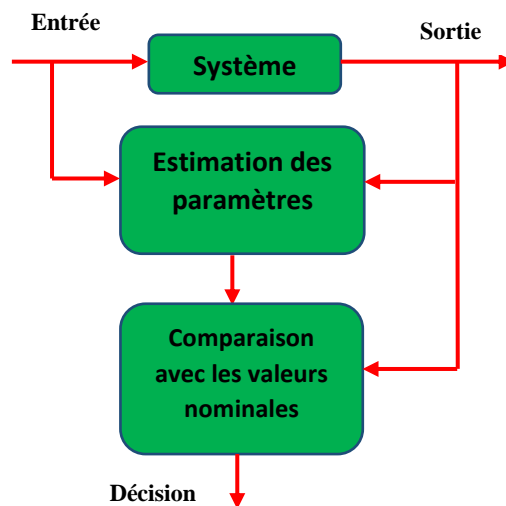 Entrée
Sortie
Système
Estimation des
paramètres
Comparaison
avec les valeurs
nominales
Décision